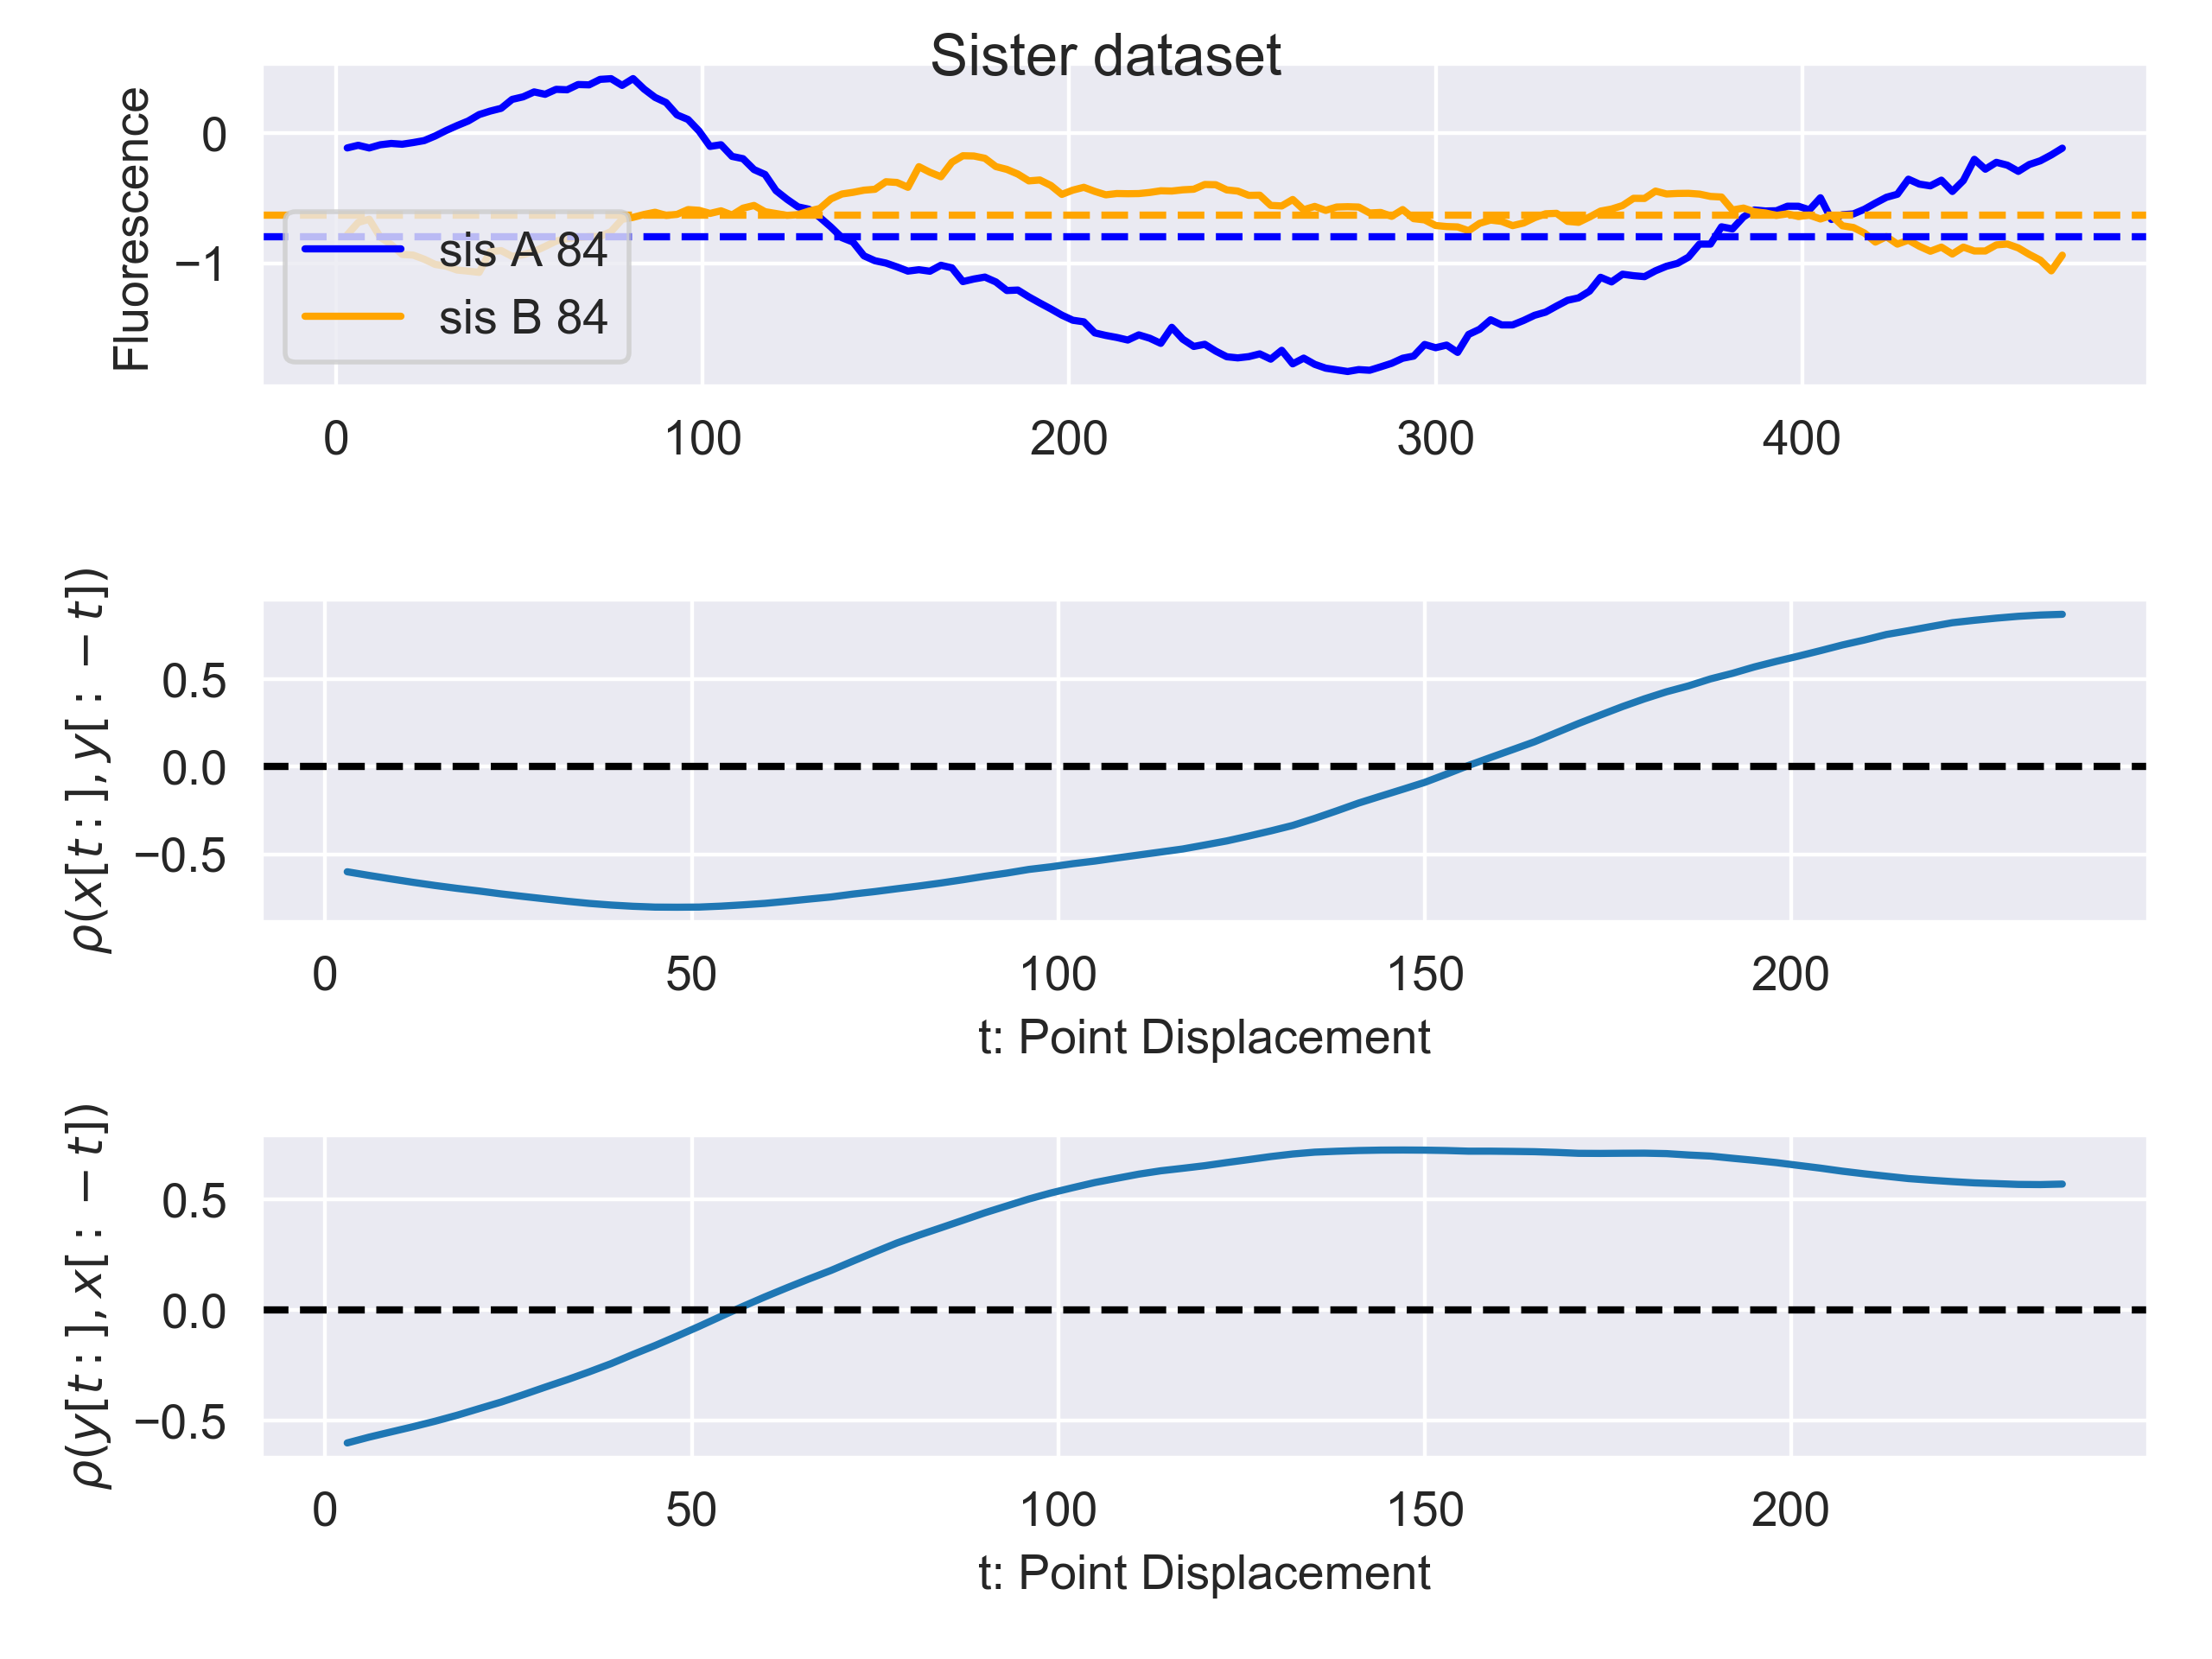 Sister dataset
Fluorescence
0
−1
sis A 84
sis B 84
0 100 200 300 400
ρ(x[t:],y[:−t])
0.5
0.0
−0.5
0 50 100 150 200
t: Point Displacement
ρ(y[t:],x[:−t])
0.5
0.0
−0.5
0 50 100 150 200
t: Point Displacement